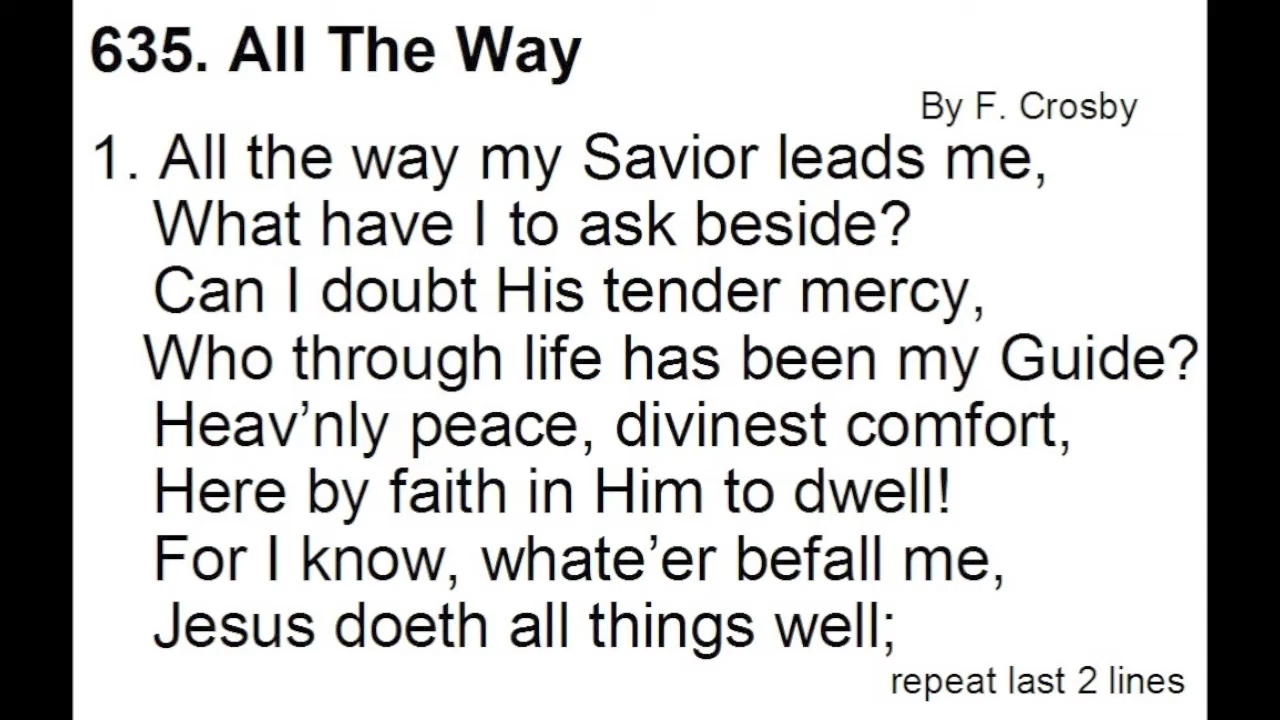 635. All The Way
By F. Crosby
1. All the way my Savior leads me,
What have I to ask beside?
Can I doubt His tender mercy,
Who through life has been my Guide?
Heav’nly peace, divinest comfort,
Here by faith in Him to dwell!
For I know, whate’er befall me,
Jesus doeth all things well;
repeat last 2 lines